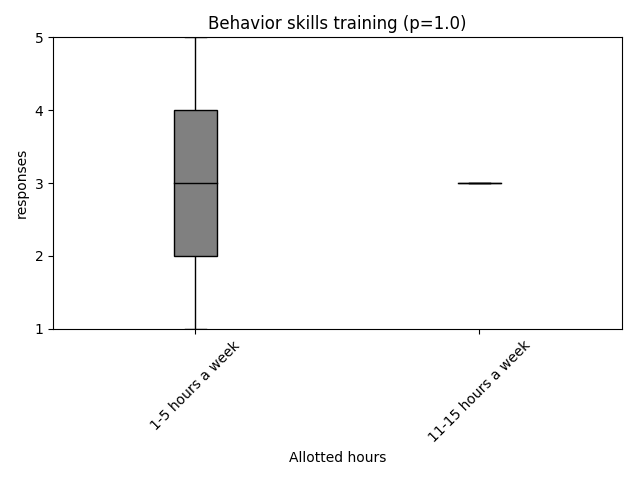 Behavior skills training (p=1.0)
5
4
3
2
1
responses
1-5 hours a week
11-15 hours a week
Allotted hours